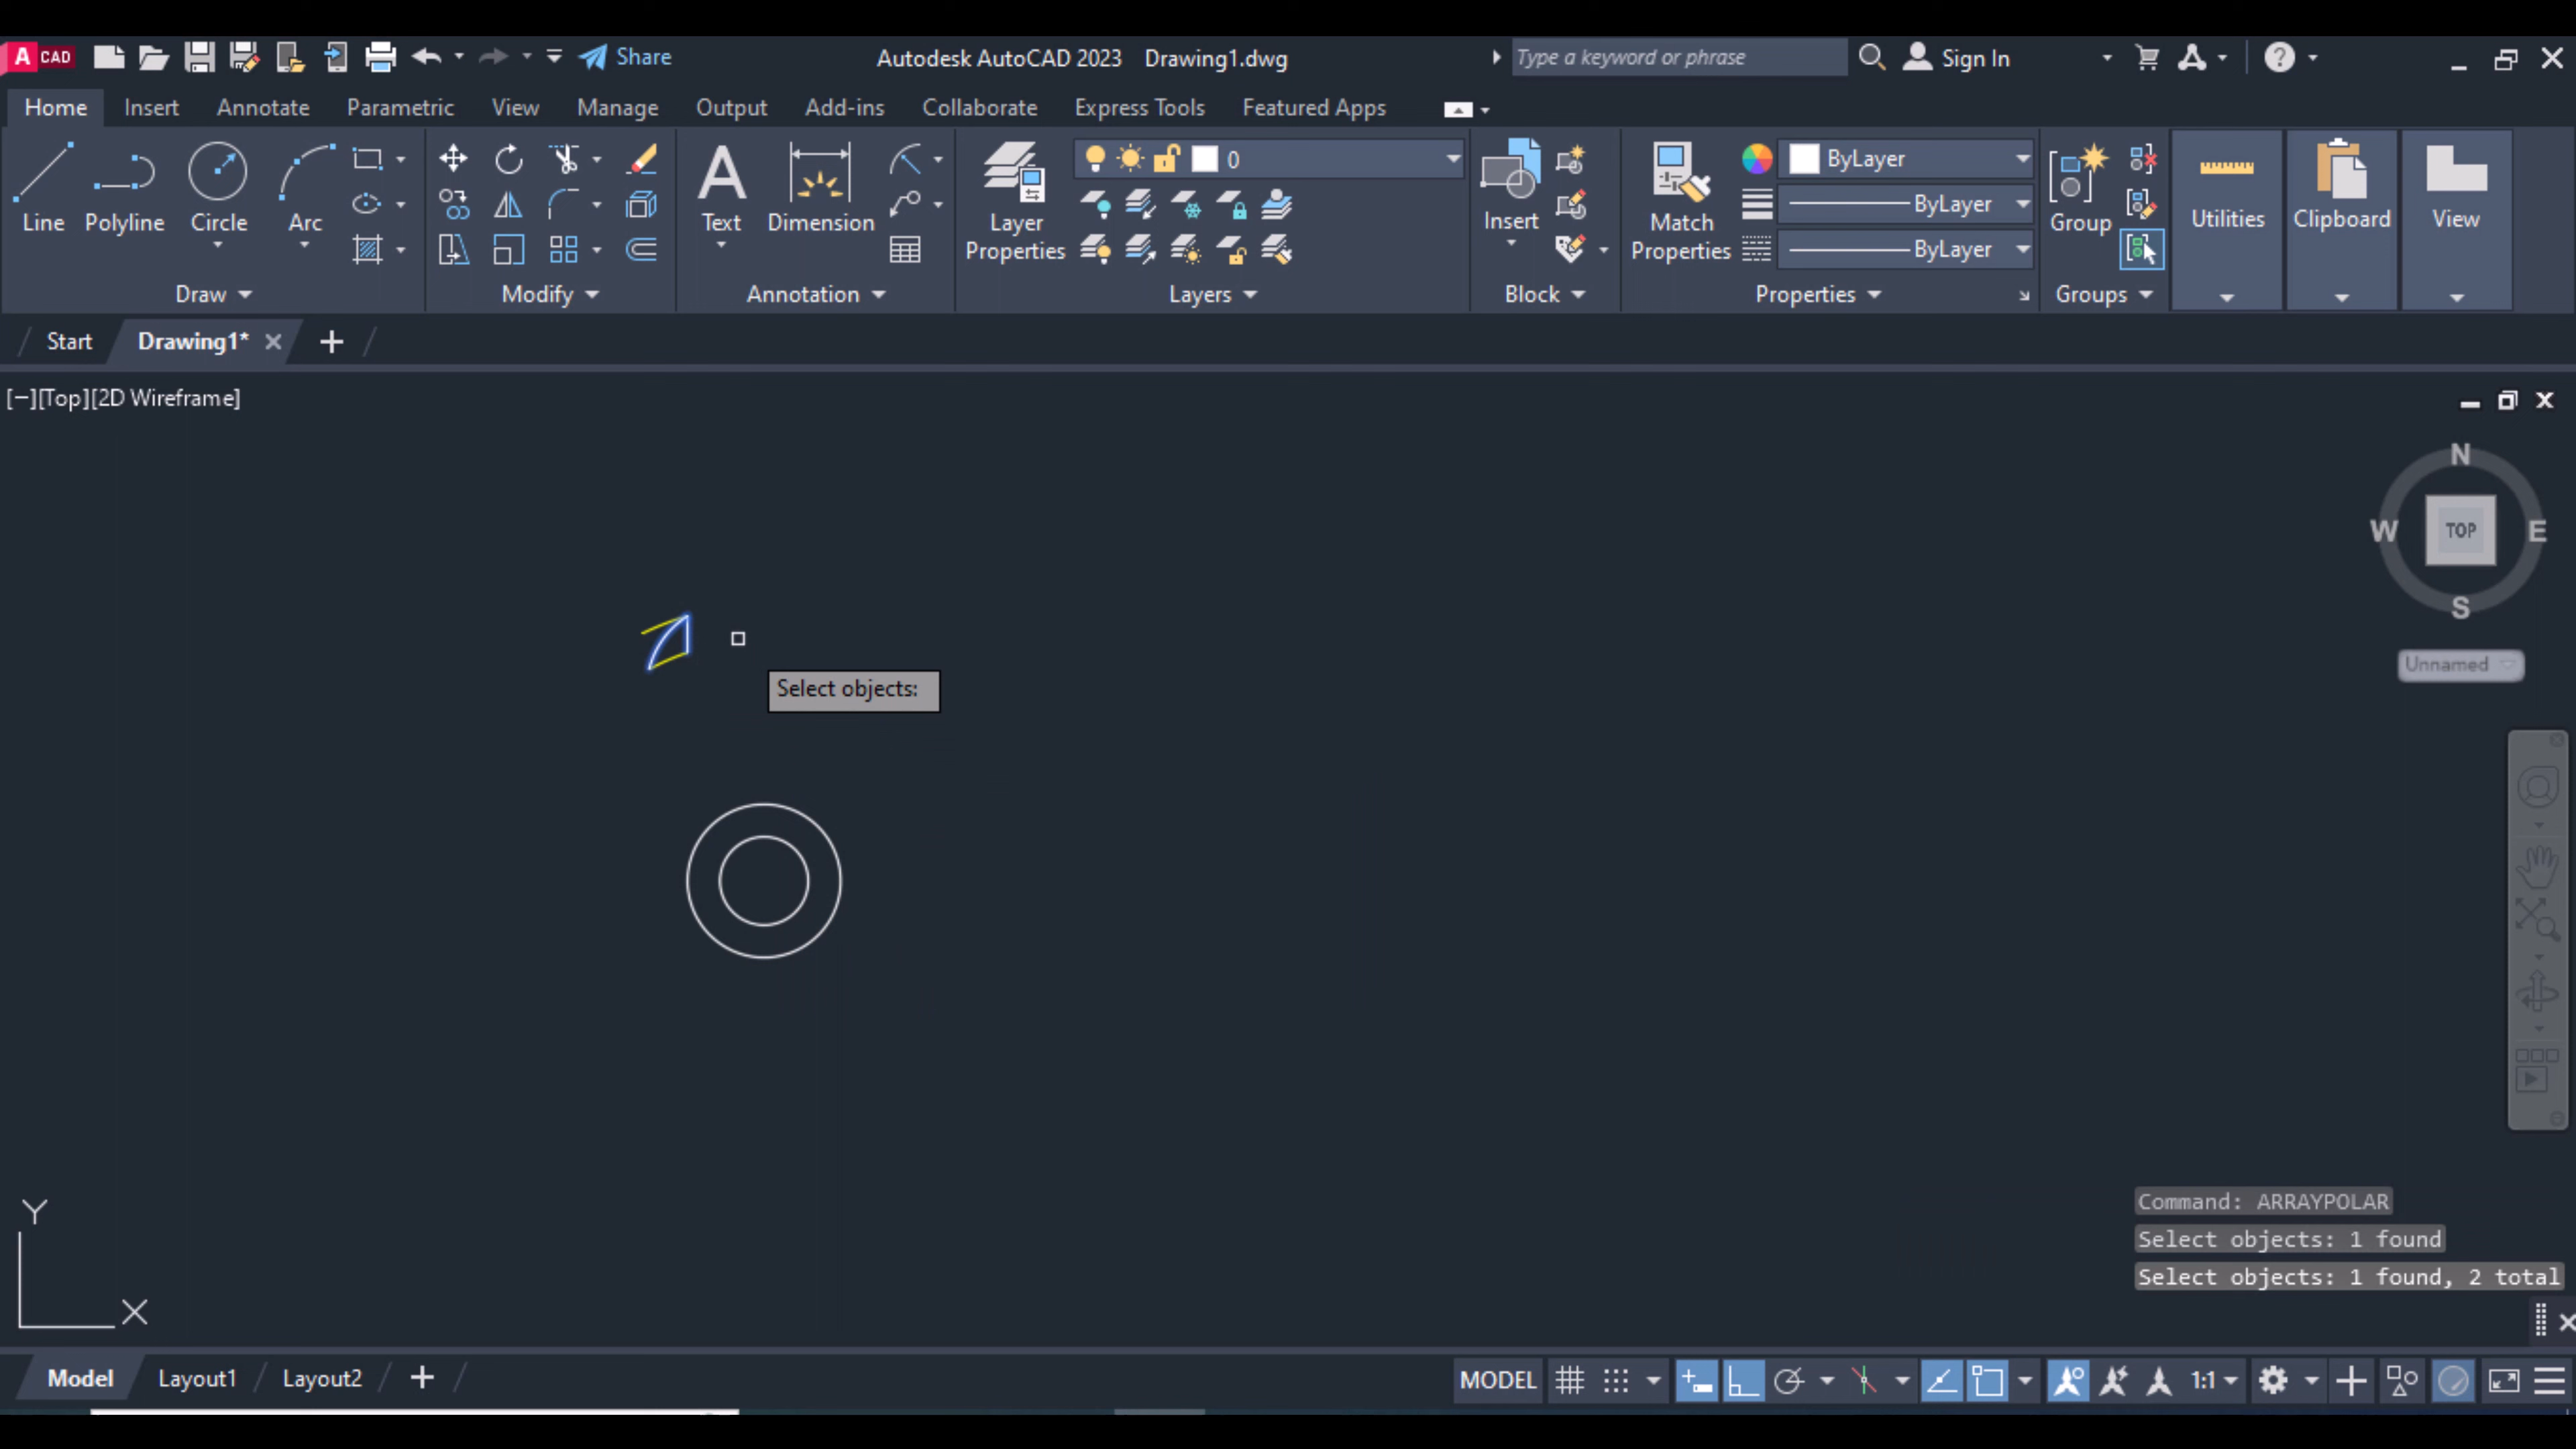 A CAD Share Autodesk AutoCAD 2023 Drawing1.dwg Type a keyword or phrase Sign In
Home Insert Annotate Parametric View Manage Output Add-ins Collaborate Express Tools Featured Apps
Line Polyline Circle Arc Text Dimension Layer Properties 0 Insert Match Properties ByLayer Group Utilities Clipboard View
ByLayer
ByLayer
Draw Modify Annotation Layers Block Properties Groups
Start Drawing1*
[−][Top][2D Wireframe]
N
W TOP E
S
Unnamed
Select objects:
Command: ARRAYPOLAR
Select objects: 1 found
Select objects: 1 found, 2 total
Y
X
Model Layout1 Layout2 MODEL 1:1